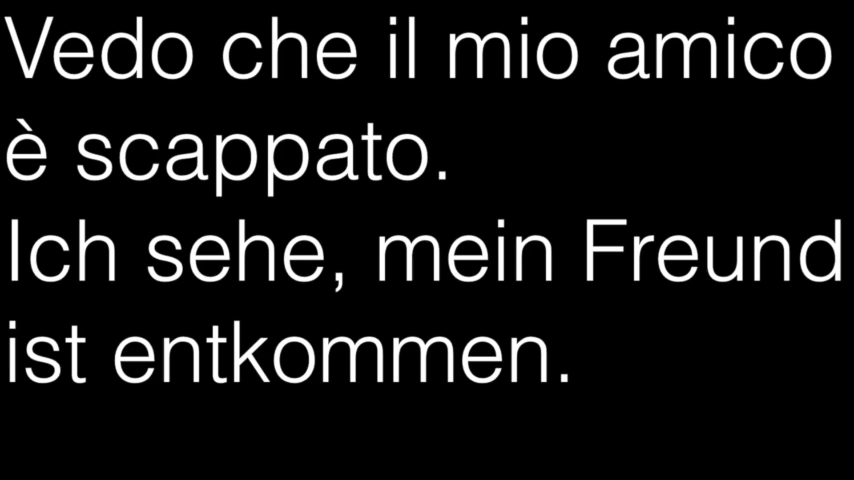 Vedo che il mio amico
è scappato.
Ich sehe, mein Freund
ist entkommen.